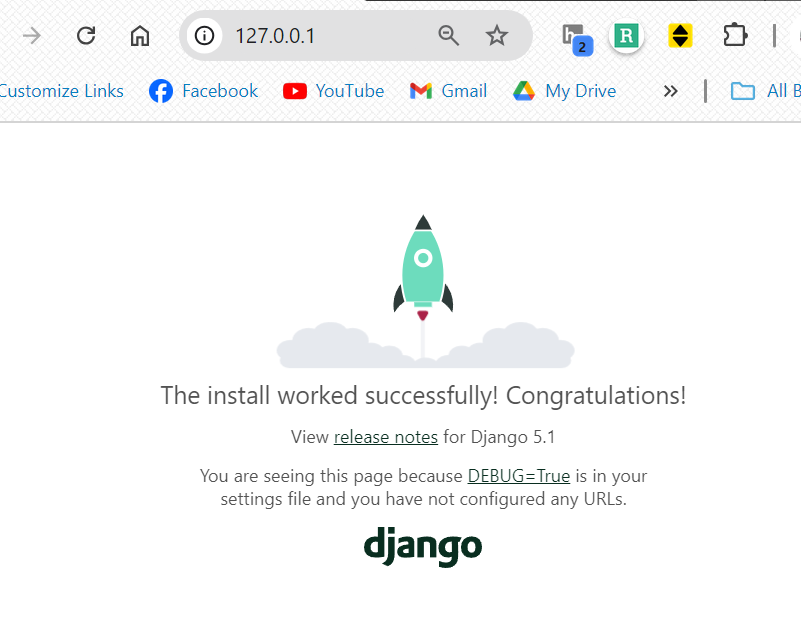 127.0.0.1
2
R
Customize Links Facebook YouTube Gmail My Drive All B
The install worked successfully! Congratulations!
View release notes for Django 5.1
You are seeing this page because DEBUG=True is in your
settings file and you have not configured any URLs.
django